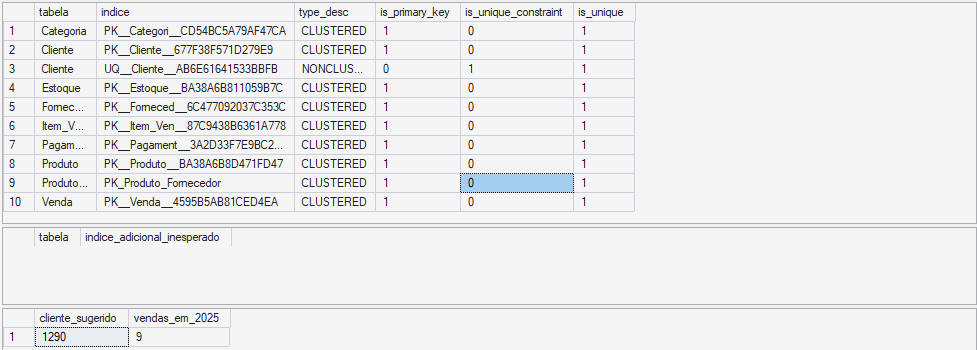 tabela indice type_desc is_primary_key is_unique_constraint is_unique
1 Categoria PK__Categori__CD54BC5A79AF47CA CLUSTERED 1 0 1
2 Cliente PK__Cliente__677F38F571D279E9 CLUSTERED 1 0 1
3 Cliente UQ__Cliente__AB6E61641533BBFB NONCLUS... 0 1 1
4 Estoque PK__Estoque__BA38A6B811059B7C CLUSTERED 1 0 1
5 Fornec... PK__Forneced__6C477092037C353C CLUSTERED 1 0 1
6 Item_V... PK__Item_Ven__87C9438B6361A778 CLUSTERED 1 0 1
7 Pagam... PK__Pagament__3A2D33F7E9BC2... CLUSTERED 1 0 1
8 Produto PK__Produto__BA38A6B8D471FD47 CLUSTERED 1 0 1
9 Produto... PK_Produto_Fornecedor CLUSTERED 1 0 1
10 Venda PK__Venda__4595B5AB81CED4EA CLUSTERED 1 0 1
tabela indice_adicional_inesperado
cliente_sugerido vendas_em_2025
1 1290 9